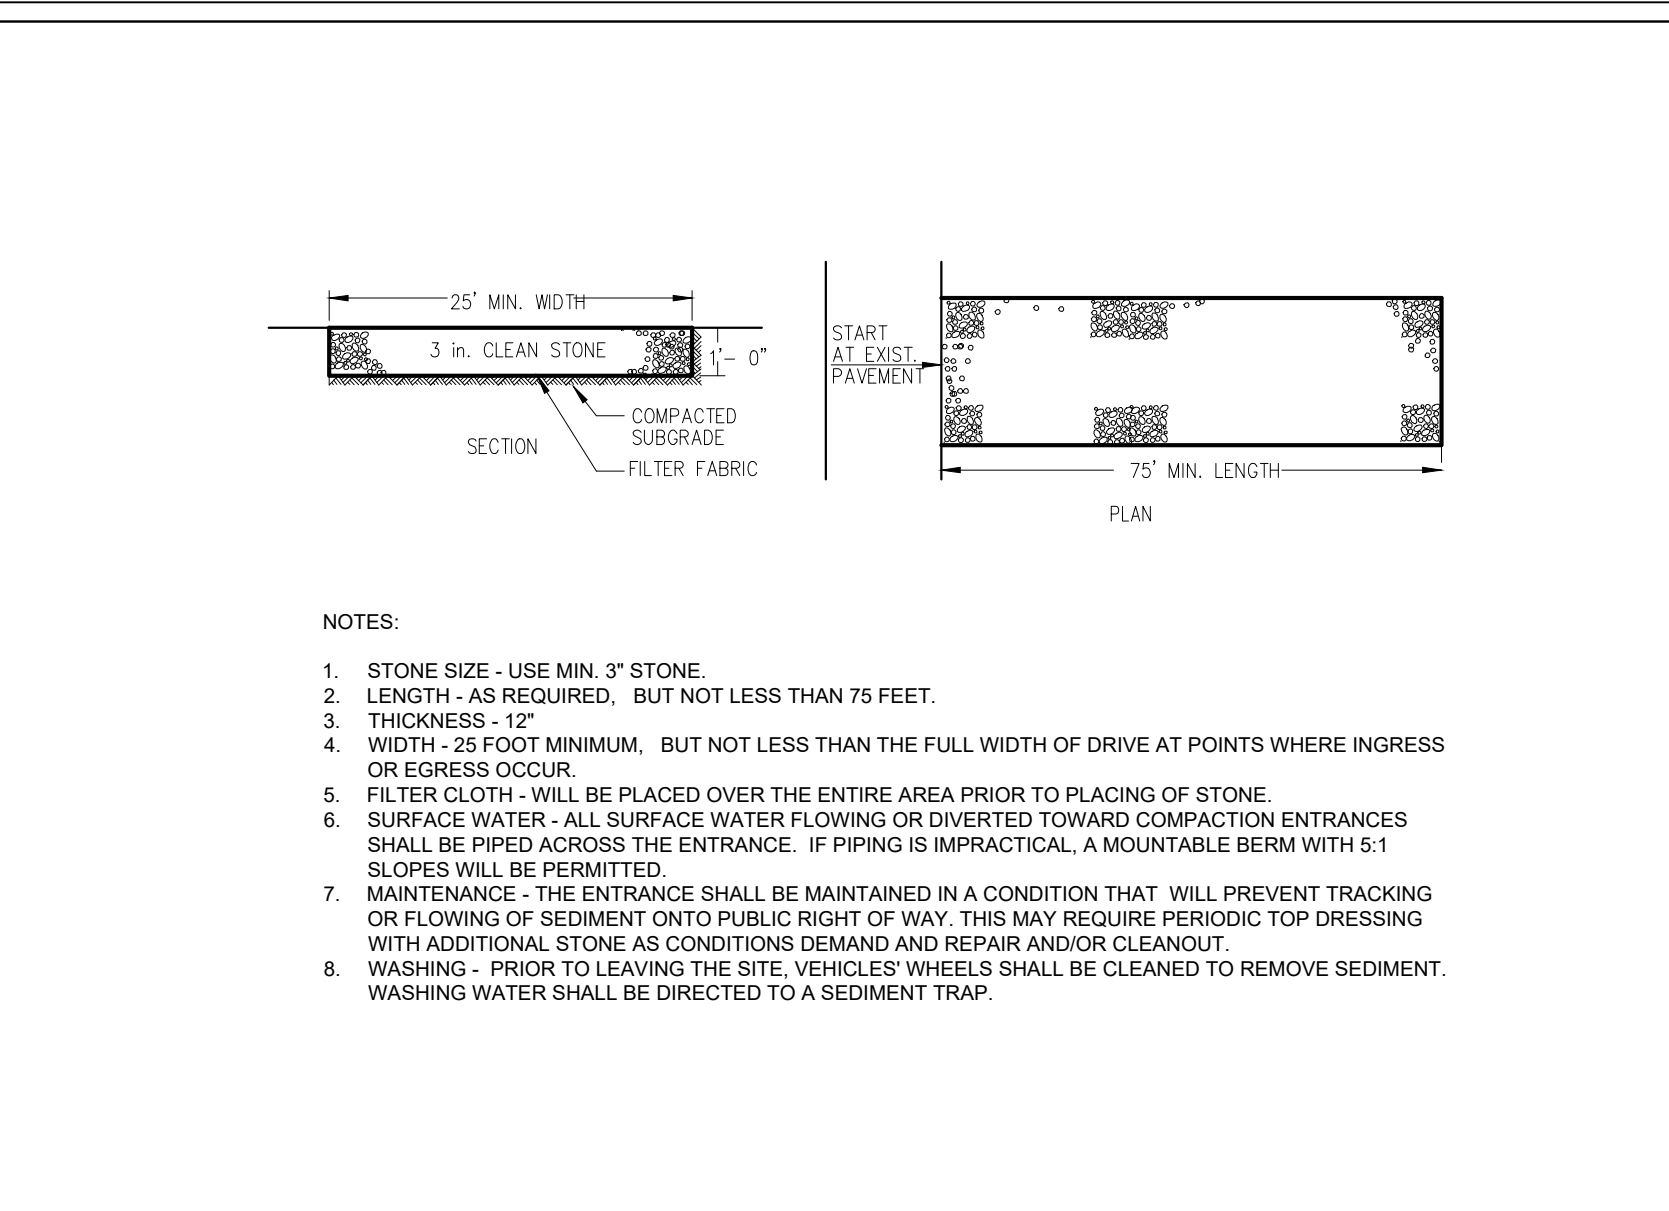 25' MIN. WIDTH
3 in. CLEAN STONE
1'- 0"
COMPACTED
SUBGRADE
SECTION
FILTER FABRIC
START
AT EXIST.
PAVEMENT
75' MIN. LENGTH
PLAN
NOTES:
1. STONE SIZE - USE MIN. 3" STONE.
2. LENGTH - AS REQUIRED, BUT NOT LESS THAN 75 FEET.
3. THICKNESS - 12"
4. WIDTH - 25 FOOT MINIMUM, BUT NOT LESS THAN THE FULL WIDTH OF DRIVE AT POINTS WHERE INGRESS
OR EGRESS OCCUR.
5. FILTER CLOTH - WILL BE PLACED OVER THE ENTIRE AREA PRIOR TO PLACING OF STONE.
6. SURFACE WATER - ALL SURFACE WATER FLOWING OR DIVERTED TOWARD COMPACTION ENTRANCES
SHALL BE PIPED ACROSS THE ENTRANCE. IF PIPING IS IMPRACTICAL, A MOUNTABLE BERM WITH 5:1
SLOPES WILL BE PERMITTED.
7. MAINTENANCE - THE ENTRANCE SHALL BE MAINTAINED IN A CONDITION THAT WILL PREVENT TRACKING
OR FLOWING OF SEDIMENT ONTO PUBLIC RIGHT OF WAY. THIS MAY REQUIRE PERIODIC TOP DRESSING
WITH ADDITIONAL STONE AS CONDITIONS DEMAND AND REPAIR AND/OR CLEANOUT.
8. WASHING - PRIOR TO LEAVING THE SITE, VEHICLES' WHEELS SHALL BE CLEANED TO REMOVE SEDIMENT.
WASHING WATER SHALL BE DIRECTED TO A SEDIMENT TRAP.